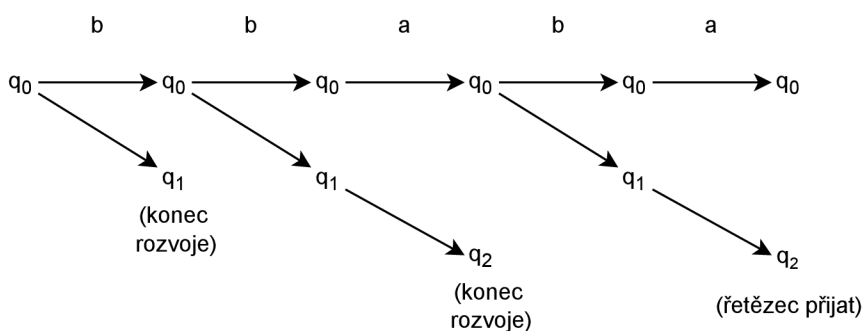 b b a b a
q₀ q₀ q₀ q₀ q₀ q₀
q₁ q₁ q₁
(konec
rozvoje)
q₂ q₂
(konec
rozvoje)
(řetězec přijat)